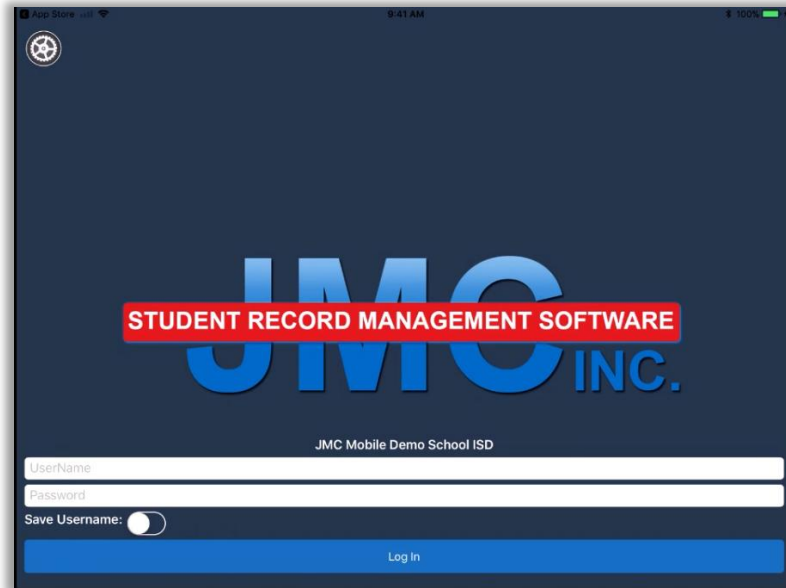 App Store
9:41 AM
100%
JMC
STUDENT RECORD MANAGEMENT SOFTWARE
INC.
JMC Mobile Demo School ISD
UserName
Password
Save Username:
Log In